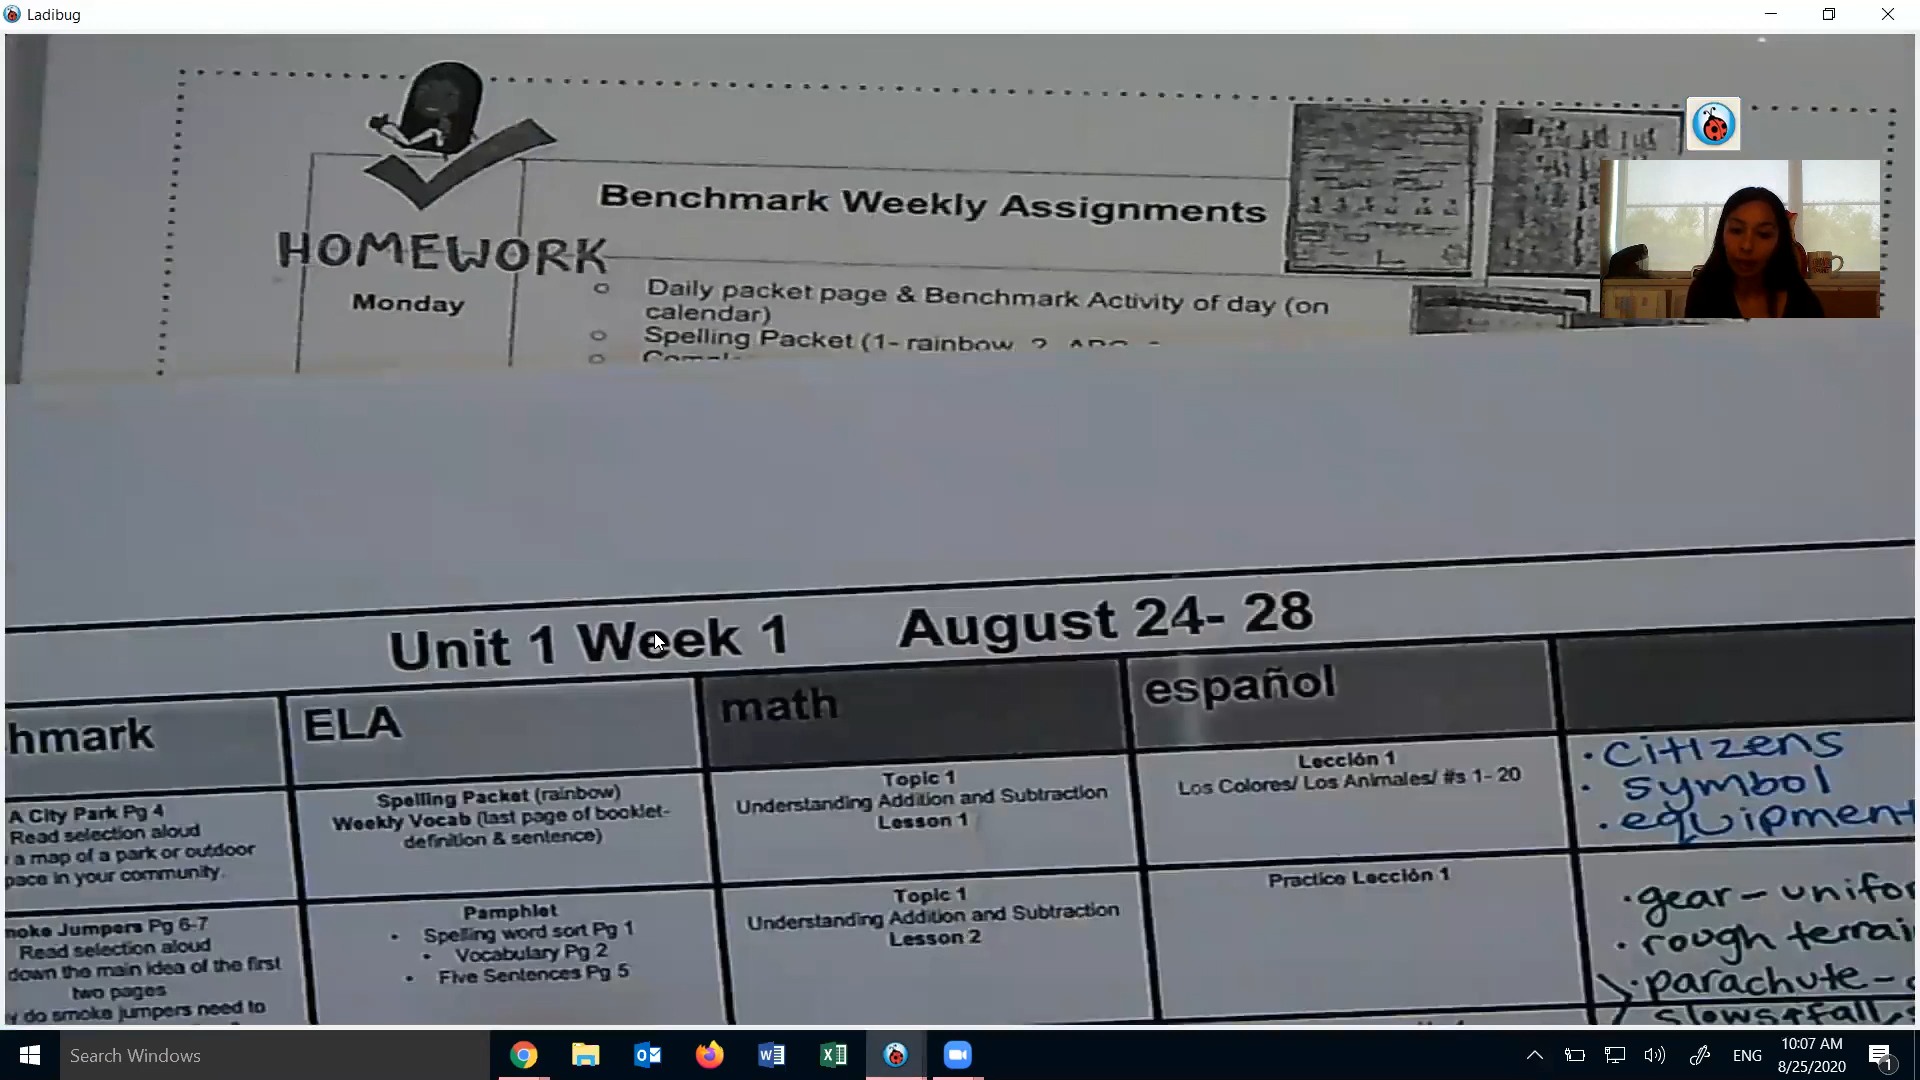 Ladibug
Benchmark Weekly Assignments
HOMEWORK
Monday
Daily packet page & Benchmark Activity of day (on
calendar)
Spelling Packet (1- rainbow
Unit 1 Week 1 August 24- 28
hmark
ELA
math
español
A City Park Pg 4
Read selection aloud
a map of a park or outdoor
pace in your community.
Spelling Packet (rainbow)
Weekly Vocab (last page of booklet-
definition & sentence)
Topic 1
Understanding Addition and Subtraction
Lesson 1
Lección 1
Los Colores/ Los Animales/ #s 1- 20
• citizens
• symbol
• equipment
moke Jumpers Pg 6-7
Read selection aloud
down the main idea of the first
two pages
y do smoke jumpers need to
Pamphlet
• Spelling word sort Pg 1
• Vocabulary Pg 2
• Five Sentences Pg 5
Topic 1
Understanding Addition and Subtraction
Lesson 2
Practice Lección 1
• gear - unifor
• rough terrai
• parachute -
slows fall
Search Windows
ENG
10:07 AM
8/25/2020
1